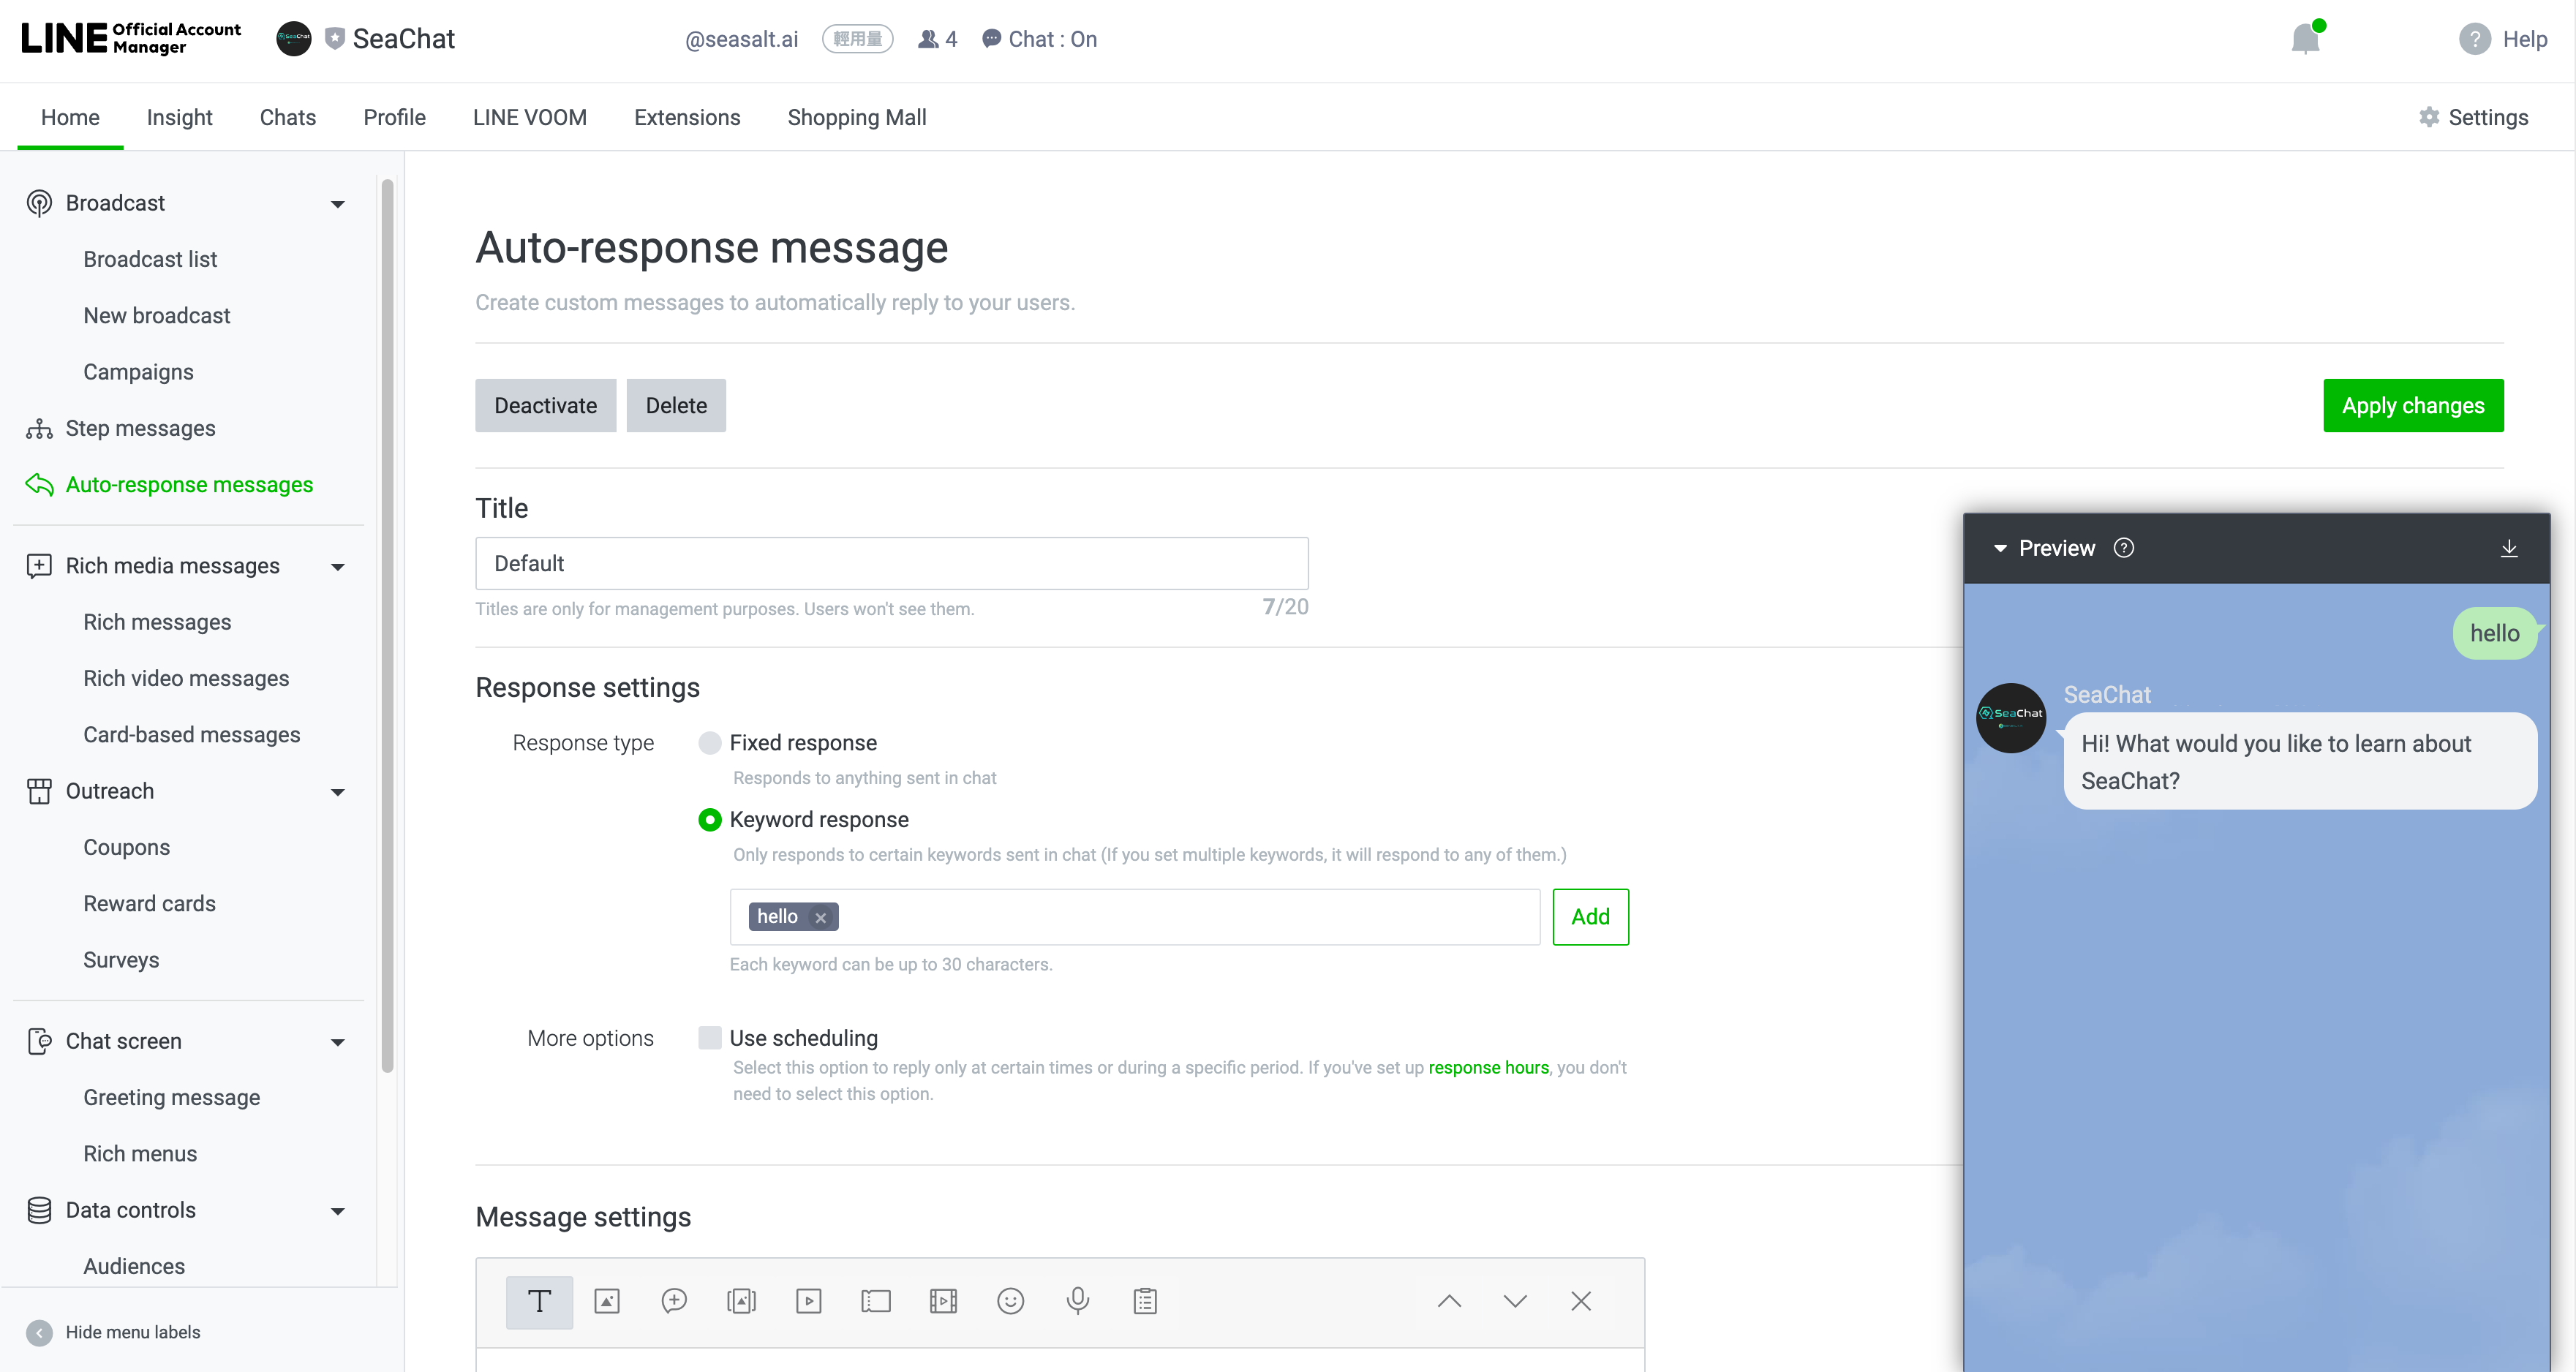 LINE Official Account Manager
SeaChat
@seasalt.ai
輕用量
4
Chat : On
? Help
Home
Insight
Chats
Profile
LINE VOOM
Extensions
Shopping Mall
Settings
Broadcast
Broadcast list
New broadcast
Campaigns
Step messages
Auto-response messages
Rich media messages
Rich messages
Rich video messages
Card-based messages
Outreach
Coupons
Reward cards
Surveys
Chat screen
Greeting message
Rich menus
Data controls
Audiences
Hide menu labels
Auto-response message
Create custom messages to automatically reply to your users.
Deactivate
Delete
Apply changes
Title
Default
Titles are only for management purposes. Users won't see them.
7/20
Response settings
Response type
Fixed response
Responds to anything sent in chat
Keyword response
Only responds to certain keywords sent in chat (If you set multiple keywords, it will respond to any of them.)
hello
Add
Each keyword can be up to 30 characters.
More options
Use scheduling
Select this option to reply only at certain times or during a specific period. If you've set up response hours, you don't
need to select this option.
Message settings
T
Preview ?
hello
SeaChat
SeaChat
Hi! What would you like to learn about
SeaChat?